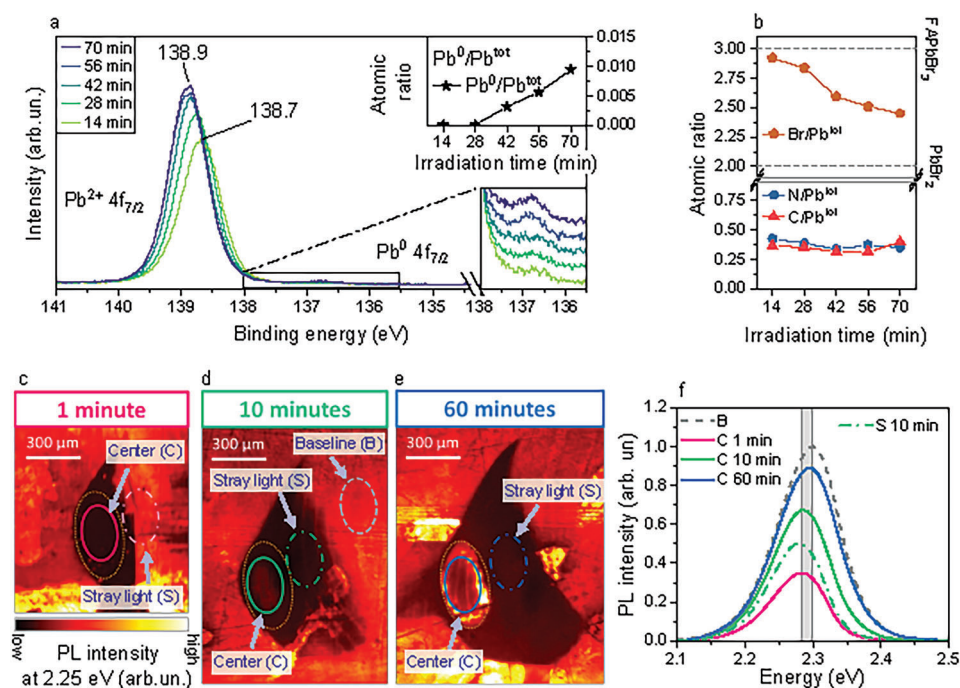 a
70 min
56 min
42 min
28 min
14 min
138.9
138.7
Pb2+ 4f7/2
Pb0 4f7/2
Intensity (arb.un.)
141 140 139 138 137 136 135 138 137 136
Binding energy (eV)
Pb0/Pbtot
Pb0/Pbtot
Atomic ratio
0.015
0.010
0.005
0.000
14 28 42 56 70
Irradiation time (min)
b
FAPbBr3
PbBr2
Atomic ratio
3.00
2.75
2.50
2.25
2.00
0.75
0.50
0.25
0.00
Br/Pbtot
N/Pbtot
C/Pbtot
14 28 42 56 70
Irradiation time (min)
c
1 minute
300 µm
Center (C)
Stray light (S)
low
high
PL intensity
at 2.25 eV (arb.un.)
d
10 minutes
300 µm
Baseline (B)
Stray light (S)
Center (C)
e
60 minutes
300 µm
Stray light (S)
Center (C)
f
PL intensity (arb. un)
1.2
1.0
0.8
0.6
0.4
0.2
0.0
B
C 1 min
C 10 min
C 60 min
S 10 min
2.1 2.2 2.3 2.4 2.5
Energy (eV)